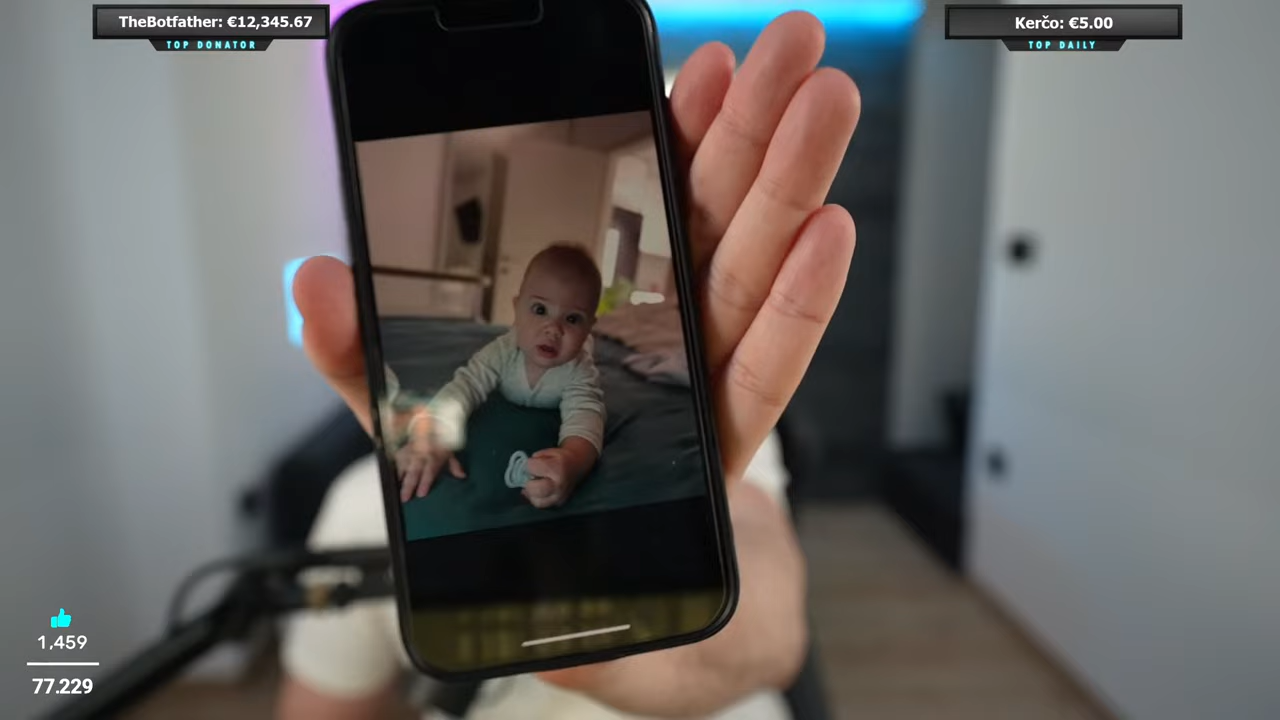 TheBotfather: €12,345.67
TOP DONATOR
Kerčo: €5.00
TOP DAILY
1,459
77.229